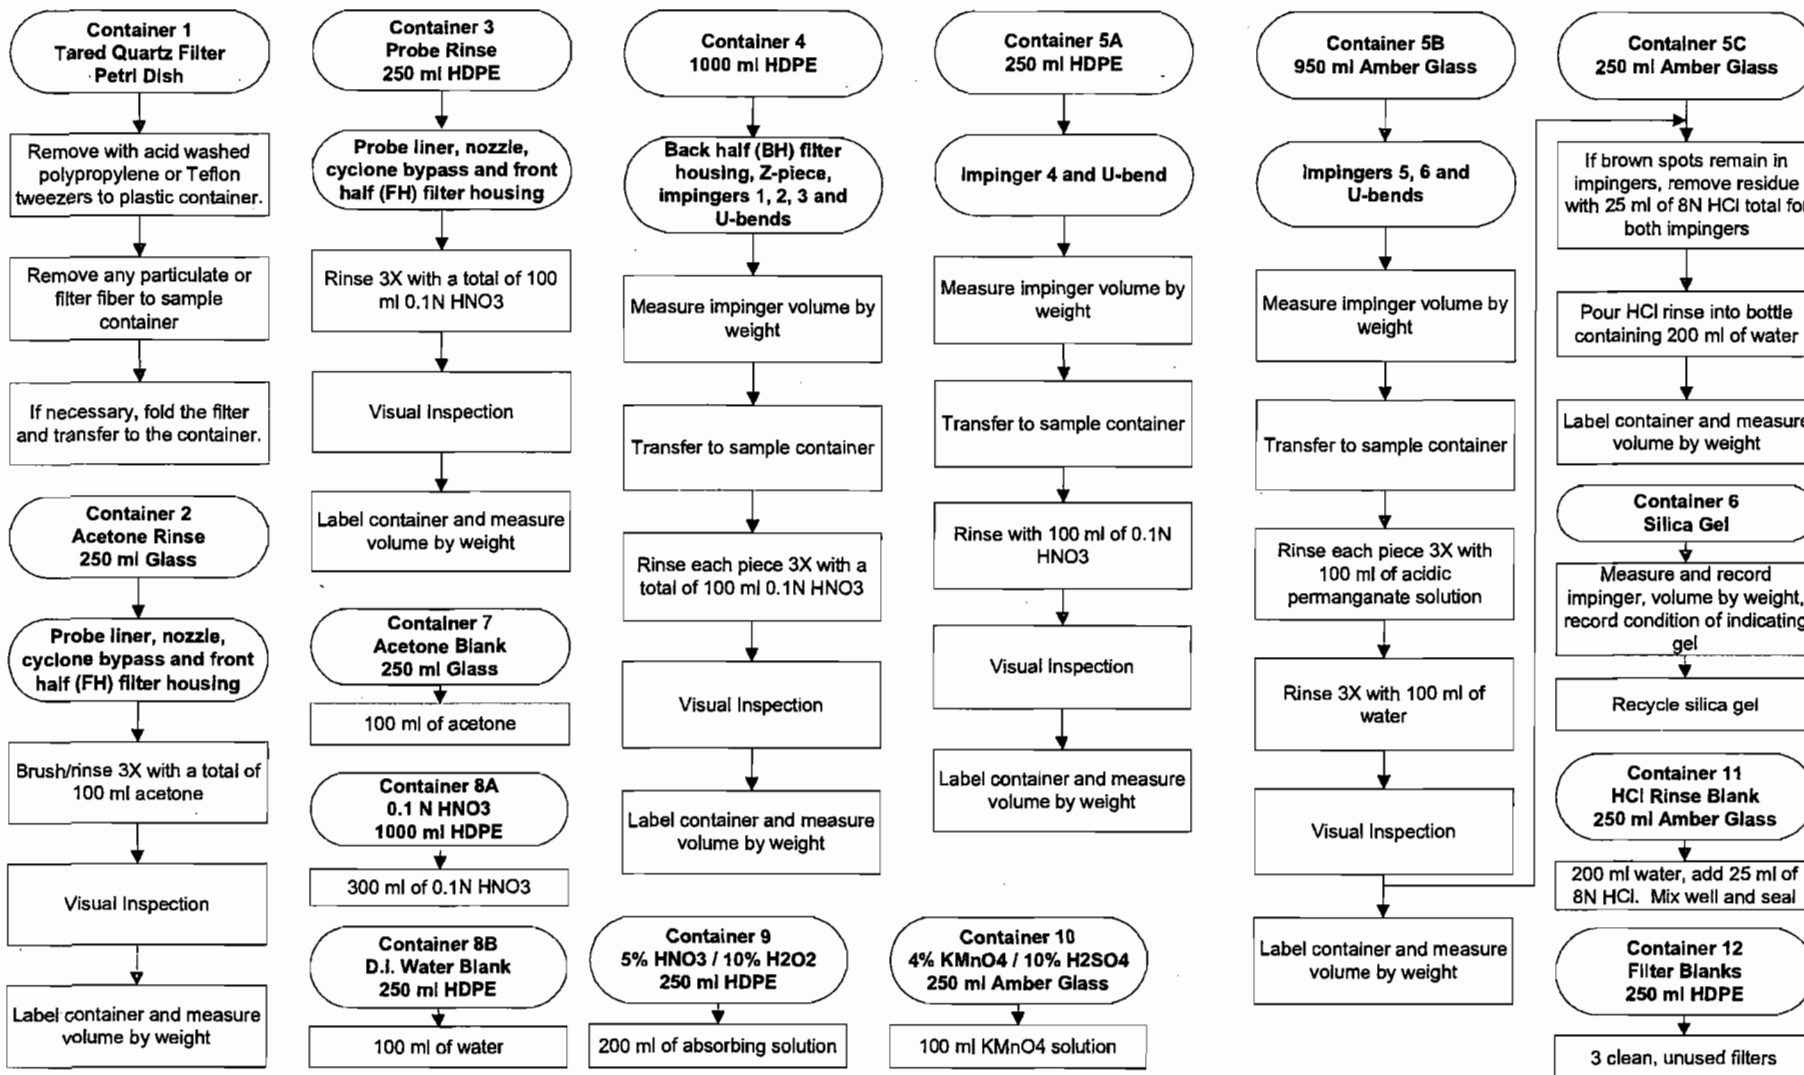 Container 1
Tared Quartz Filter
Petri Dish
Remove with acid washed
polypropylene or Teflon
tweezers to plastic container.
Remove any particulate or
filter fiber to sample
container
If necessary, fold the filter
and transfer to the container.
Container 2
Acetone Rinse
250 ml Glass
Probe liner, nozzle,
cyclone bypass and front
half (FH) filter housing
Brush/rinse 3X with a total of
100 ml acetone
Visual Inspection
Label container and measure
volume by weight
Container 3
Probe Rinse
250 ml HDPE
Probe liner, nozzle,
cyclone bypass and front
half (FH) filter housing
Rinse 3X with a total of 100
ml 0.1N HNO3
Visual Inspection
Label container and measure
volume by weight
Container 7
Acetone Blank
250 ml Glass
100 ml of acetone
Container 8A
0.1 N HNO3
1000 ml HDPE
300 ml of 0.1N HNO3
Container 8B
D.I. Water Blank
250 ml HDPE
100 ml of water
Container 4
1000 ml HDPE
Back half (BH) filter
housing, Z-piece,
impingers 1, 2, 3 and
U-bends
Measure impinger volume by
weight
Transfer to sample container
Rinse each piece 3X with a
total of 100 ml 0.1N HNO3
Visual Inspection
Label container and measure
volume by weight
Container 9
5% HNO3 / 10% H2O2
250 ml HDPE
200 ml of absorbing solution
Container 5A
250 ml HDPE
Impinger 4 and U-bend
Measure impinger volume by
weight
Transfer to sample container
Rinse with 100 ml of 0.1N
HNO3
Visual Inspection
Label container and measure
volume by weight
Container 10
4% KMnO4 / 10% H2SO4
250 ml Amber Glass
100 ml KMnO4 solution
Container 5B
950 ml Amber Glass
Impingers 5, 6 and
U-bends
Measure impinger volume by
weight
Transfer to sample container
Rinse each piece 3X with
100 ml of acidic
permanganate solution
Rinse 3X with 100 ml of
water
Visual Inspection
Label container and measure
volume by weight
Container 5C
250 ml Amber Glass
If brown spots remain in
impingers, remove residue
with 25 ml of 8N HCl total for
both impingers
Pour HCl rinse into bottle
containing 200 ml of water
Label container and measure
volume by weight
Container 6
Silica Gel
Measure and record
impinger, volume by weight,
record condition of indicating
gel
Recycle silica gel
Container 11
HCl Rinse Blank
250 ml Amber Glass
200 ml water, add 25 ml of
8N HCl. Mix well and seal
Container 12
Filter Blanks
250 ml HDPE
3 clean, unused filters